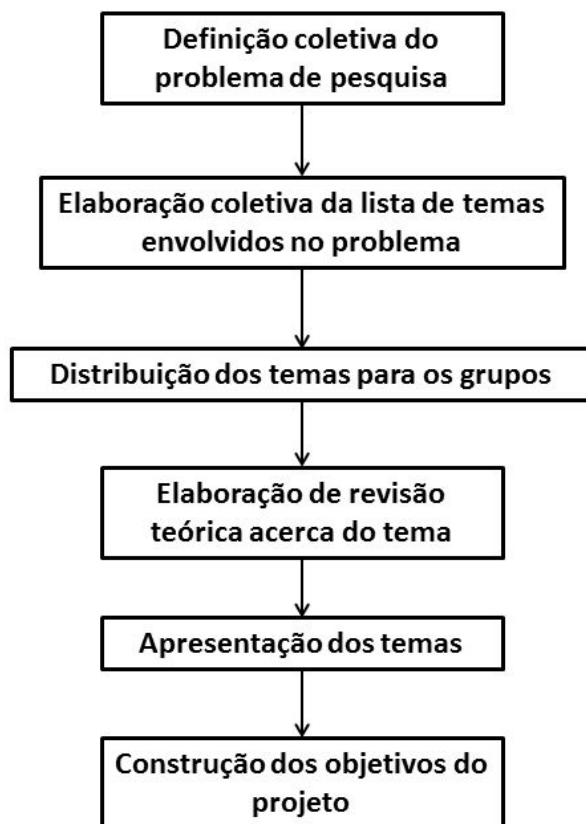 Definição coletiva do
problema de pesquisa
Elaboração coletiva da lista de temas
envolvidos no problema
Distribuição dos temas para os grupos
Elaboração de revisão
teórica acerca do tema
Apresentação dos temas
Construção dos objetivos do
projeto